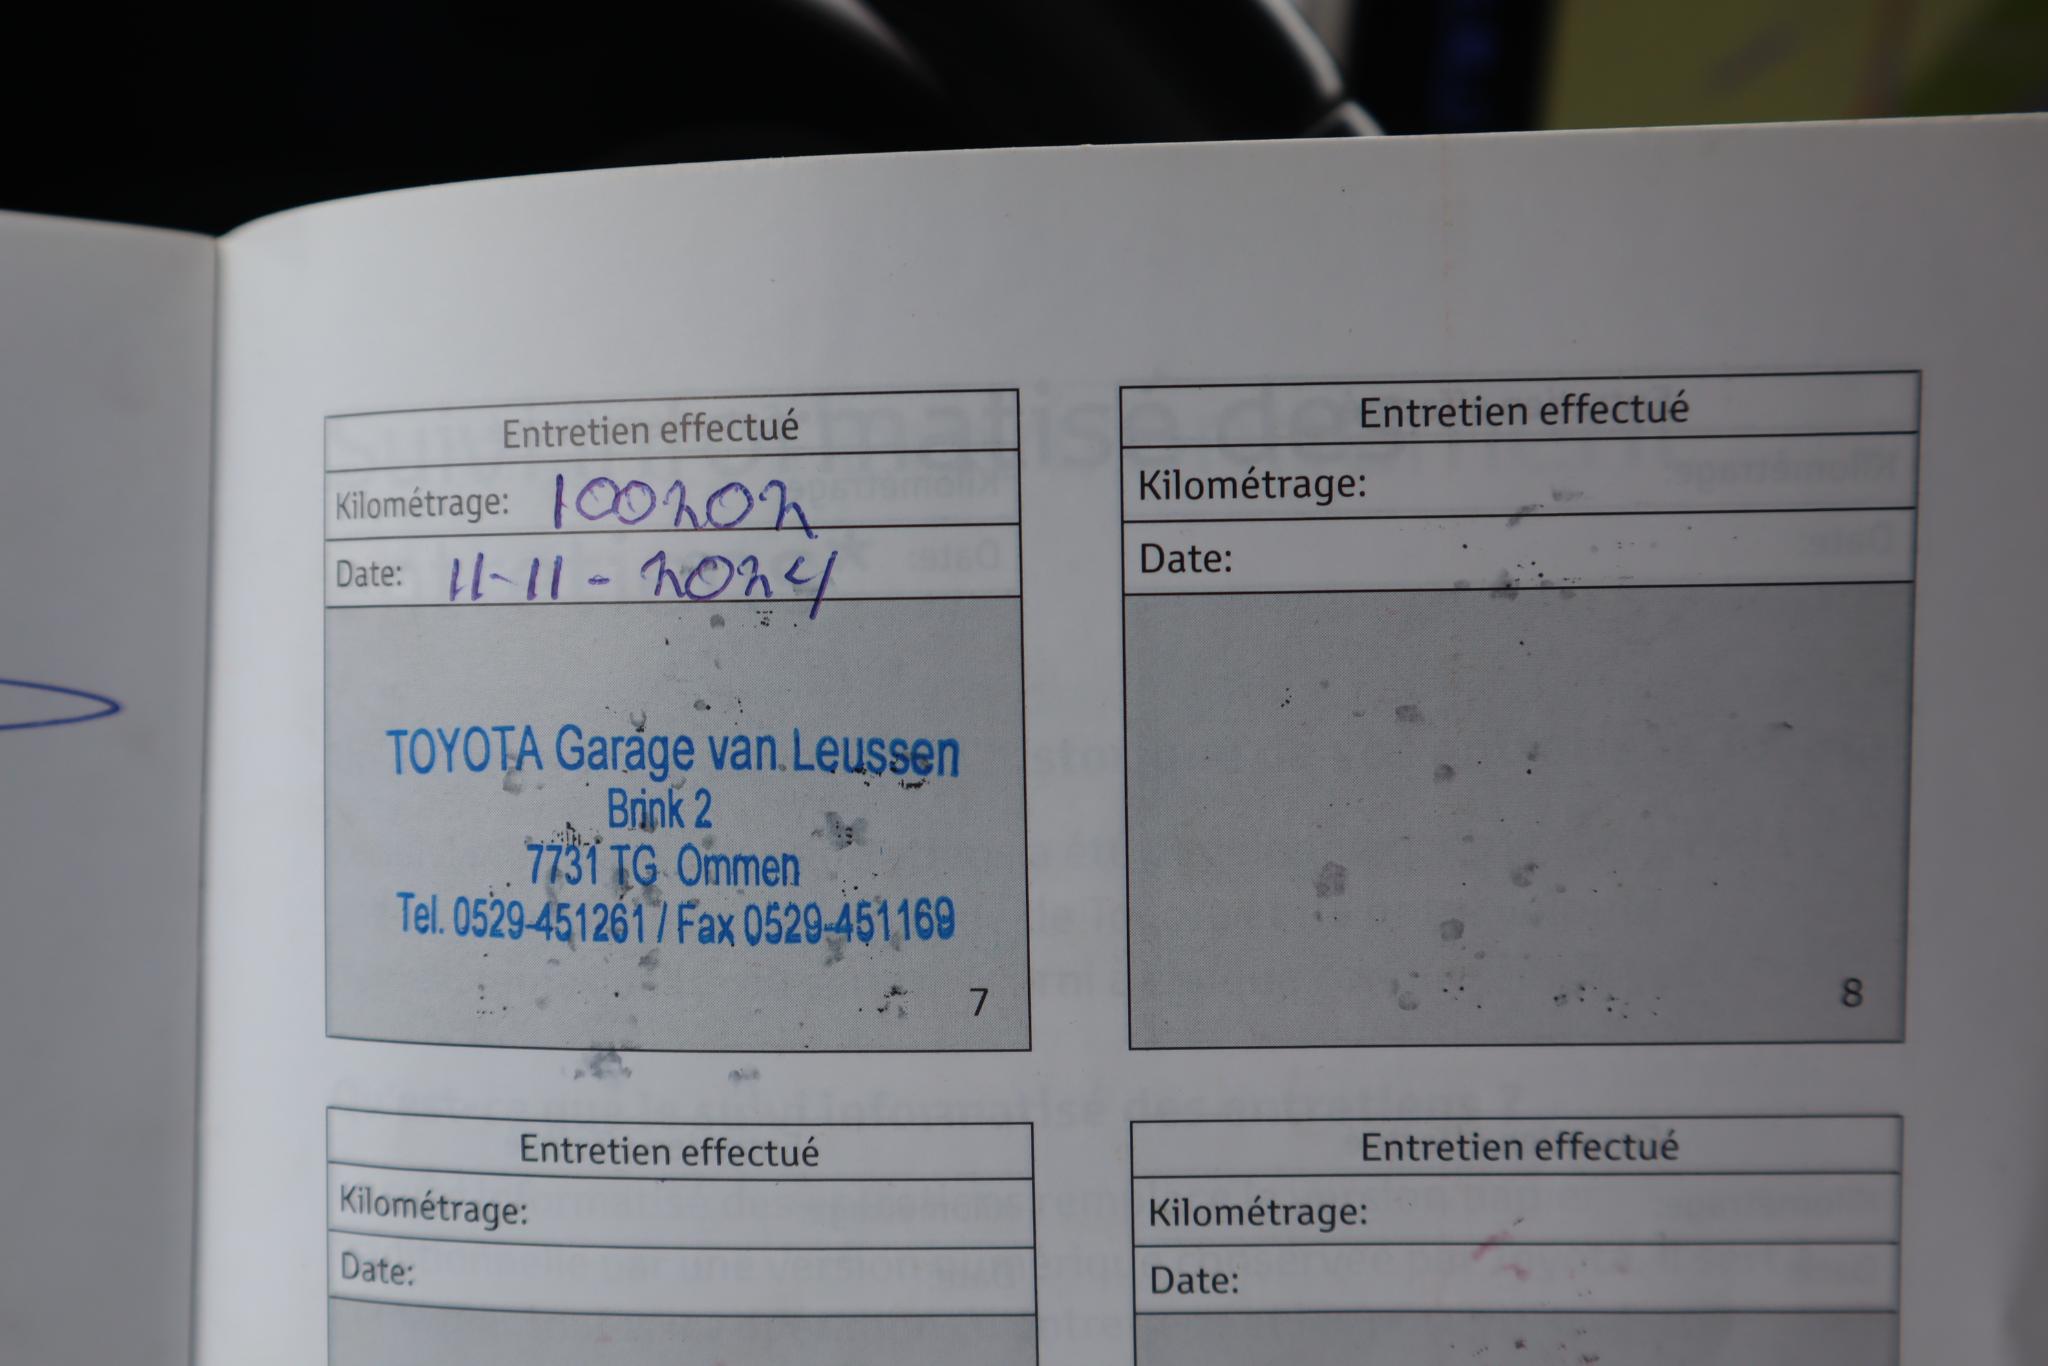 Entretien effectué
Kilométrage: 100202
Date: 11-11-2024
TOYOTA Garage van Leussen
Brink 2
7731 TG Ommen
Tel. 0529-451261 / Fax 0529-451169
7
Entretien effectué
Kilométrage:
Date:
8
Entretien effectué
Kilométrage:
Date:
Entretien effectué
Kilométrage:
Date: